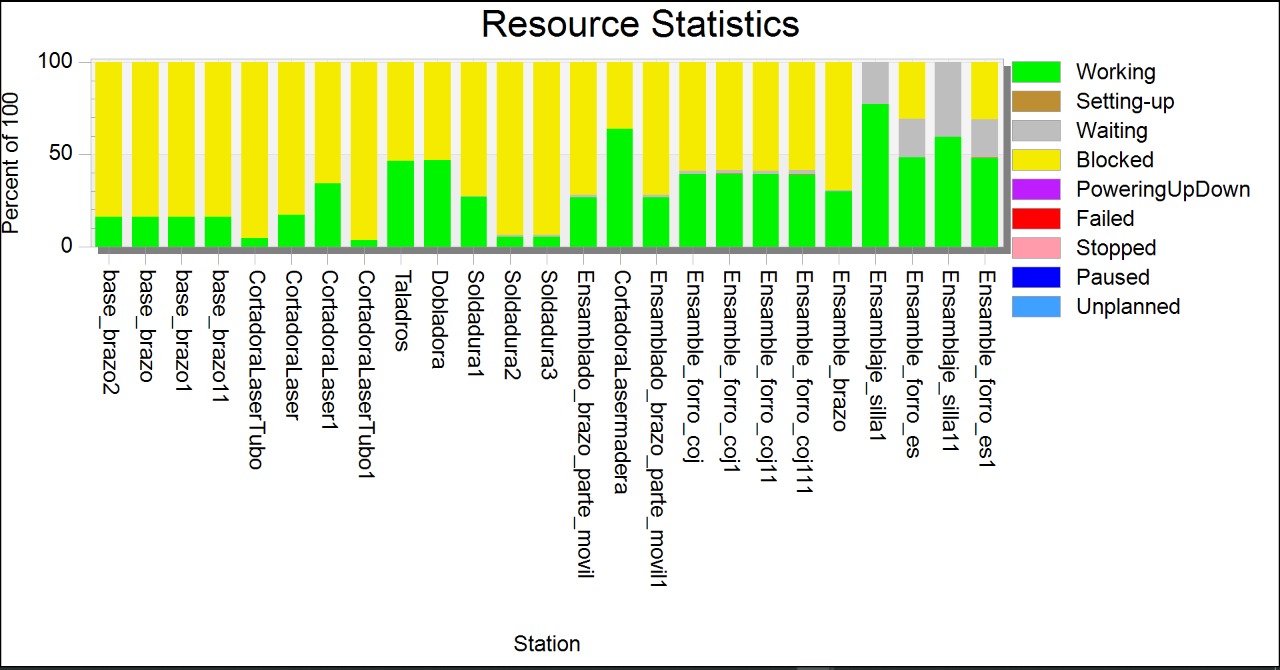 Resource Statistics
Percent of 100
100
50
0
Working
Setting-up
Waiting
Blocked
PoweringUpDown
Failed
Stopped
Paused
Unplanned
base_brazo2
base_brazo
base_brazo1
base_brazo11
CortadoraLaserTubo
CortadoraLaser
CortadoraLaser1
CortadoraLaserTubo1
Taladros
Dobladora
Soldadura1
Soldadura2
Soldadura3
Ensamblado_brazo_parte_movil
CortadoraLasermadera
Ensamblado_brazo_parte_movil1
Ensamble_forro_coj
Ensamble_forro_coj1
Ensamble_forro_coj11
Ensamble_forro_coj111
Ensamble_brazo
Ensamblaje_silla1
Ensamble_forro_es
Ensamblaje_silla11
Ensamble_forro_es1
Station